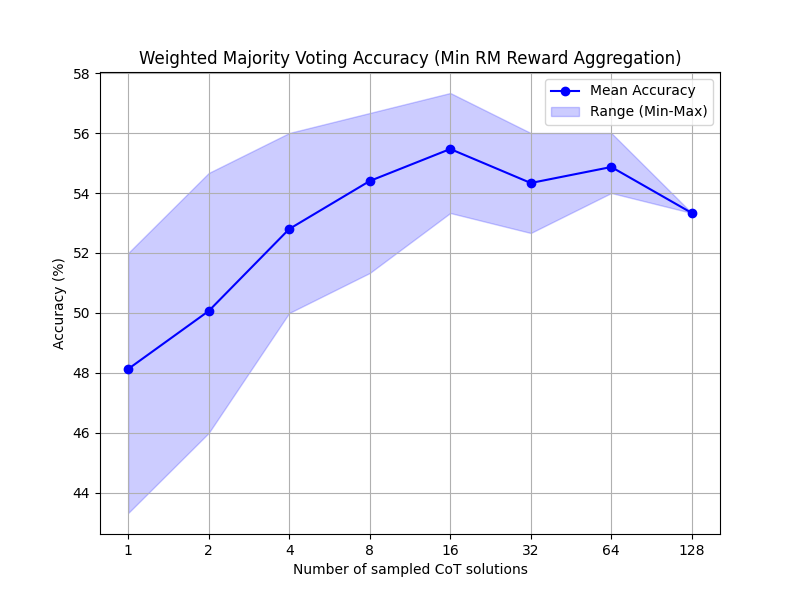 Weighted Majority Voting Accuracy (Min RM Reward Aggregation)
Mean Accuracy
Range (Min-Max)
58
56
54
52
50
48
46
44
Accuracy (%)
1 2 4 8 16 32 64 128
Number of sampled CoT solutions